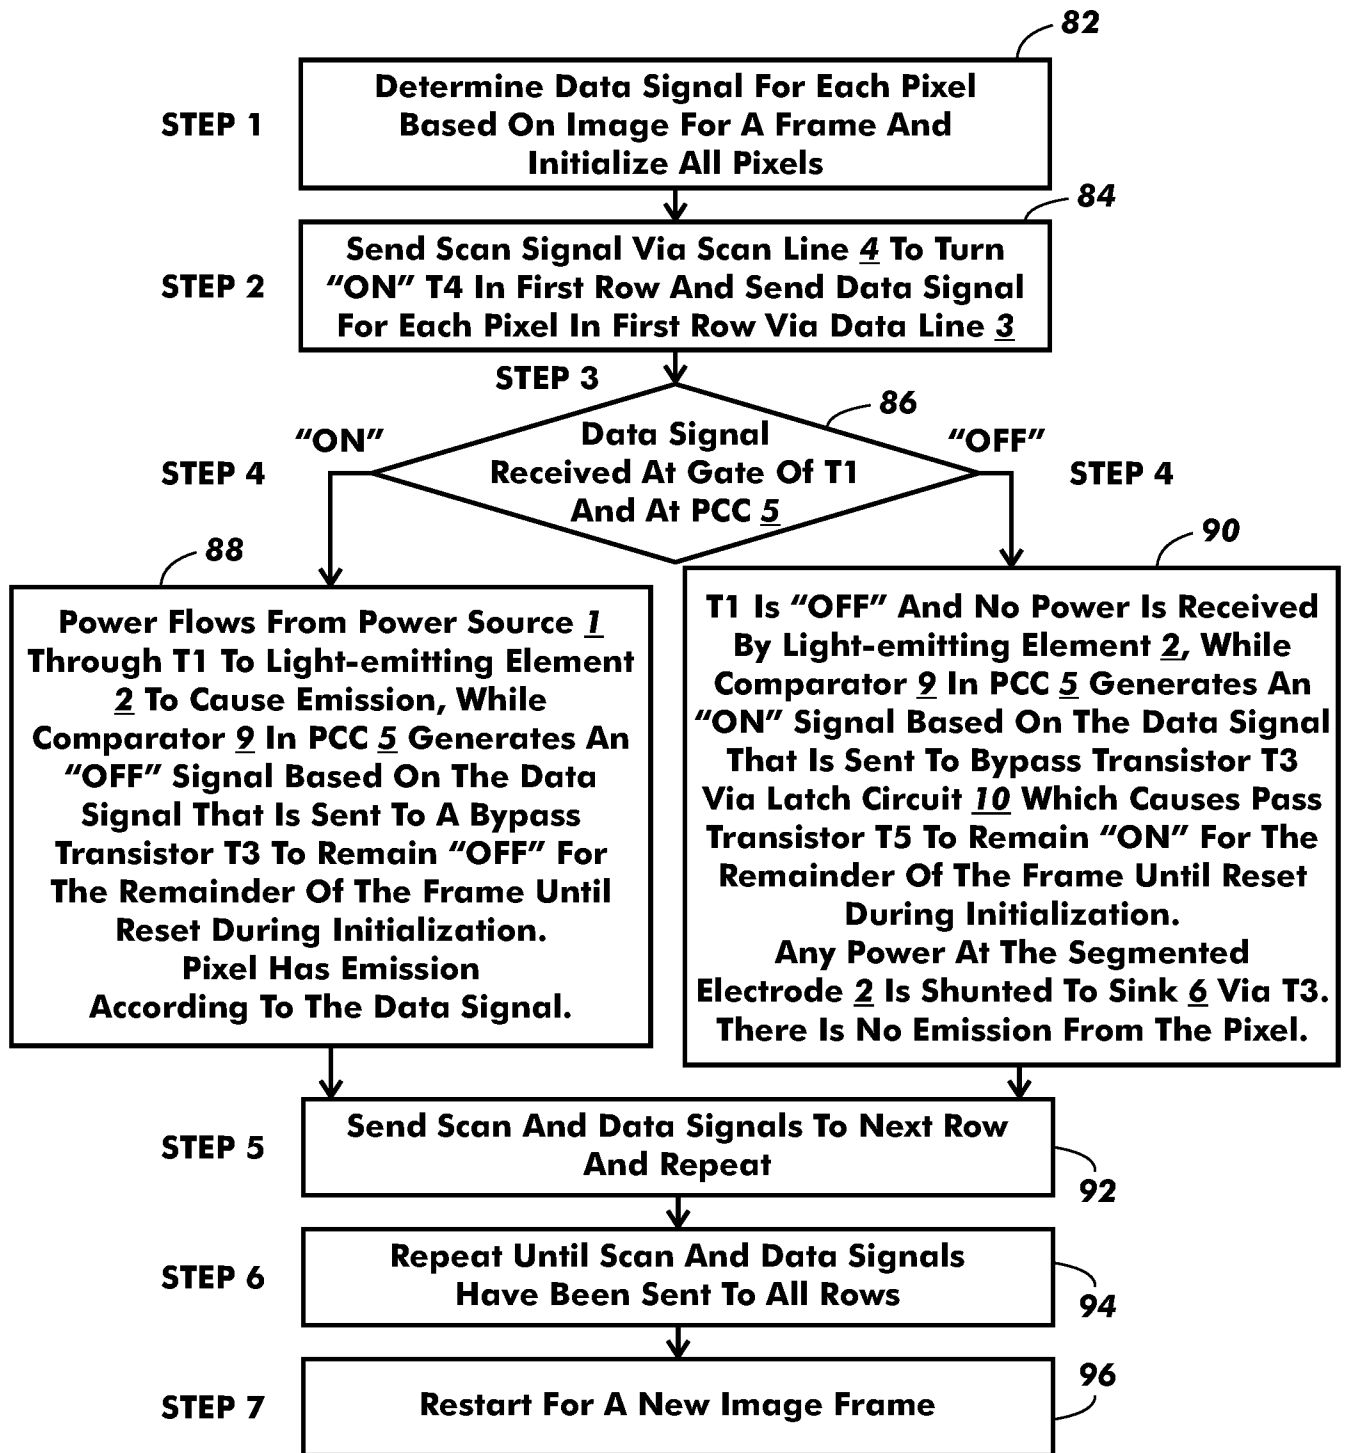 82
STEP 1
Determine Data Signal For Each Pixel
Based On Image For A Frame And
Initialize All Pixels
84
STEP 2
Send Scan Signal Via Scan Line 4 To Turn
“ON” T4 In First Row And Send Data Signal
For Each Pixel In First Row Via Data Line 3
STEP 3
86
Data Signal
Received At Gate Of T1
And At PCC 5
“ON”
STEP 4
“OFF”
STEP 4
88
Power Flows From Power Source 1
Through T1 To Light-emitting Element
2 To Cause Emission, While
Comparator 9 In PCC 5 Generates An
“OFF” Signal Based On The Data
Signal That Is Sent To A Bypass
Transistor T3 To Remain “OFF” For
The Remainder Of The Frame Until
Reset During Initialization.
Pixel Has Emission
According To The Data Signal.
90
T1 Is “OFF” And No Power Is Received
By Light-emitting Element 2, While
Comparator 9 In PCC 5 Generates An
“ON” Signal Based On The Data Signal
That Is Sent To Bypass Transistor T3
Via Latch Circuit 10 Which Causes Pass
Transistor T5 To Remain “ON” For The
Remainder Of The Frame Until Reset
During Initialization.
Any Power At The Segmented
Electrode 2 Is Shunted To Sink 6 Via T3.
There Is No Emission From The Pixel.
STEP 5
Send Scan And Data Signals To Next Row
And Repeat
92
STEP 6
Repeat Until Scan And Data Signals
Have Been Sent To All Rows
94
STEP 7
Restart For A New Image Frame
96